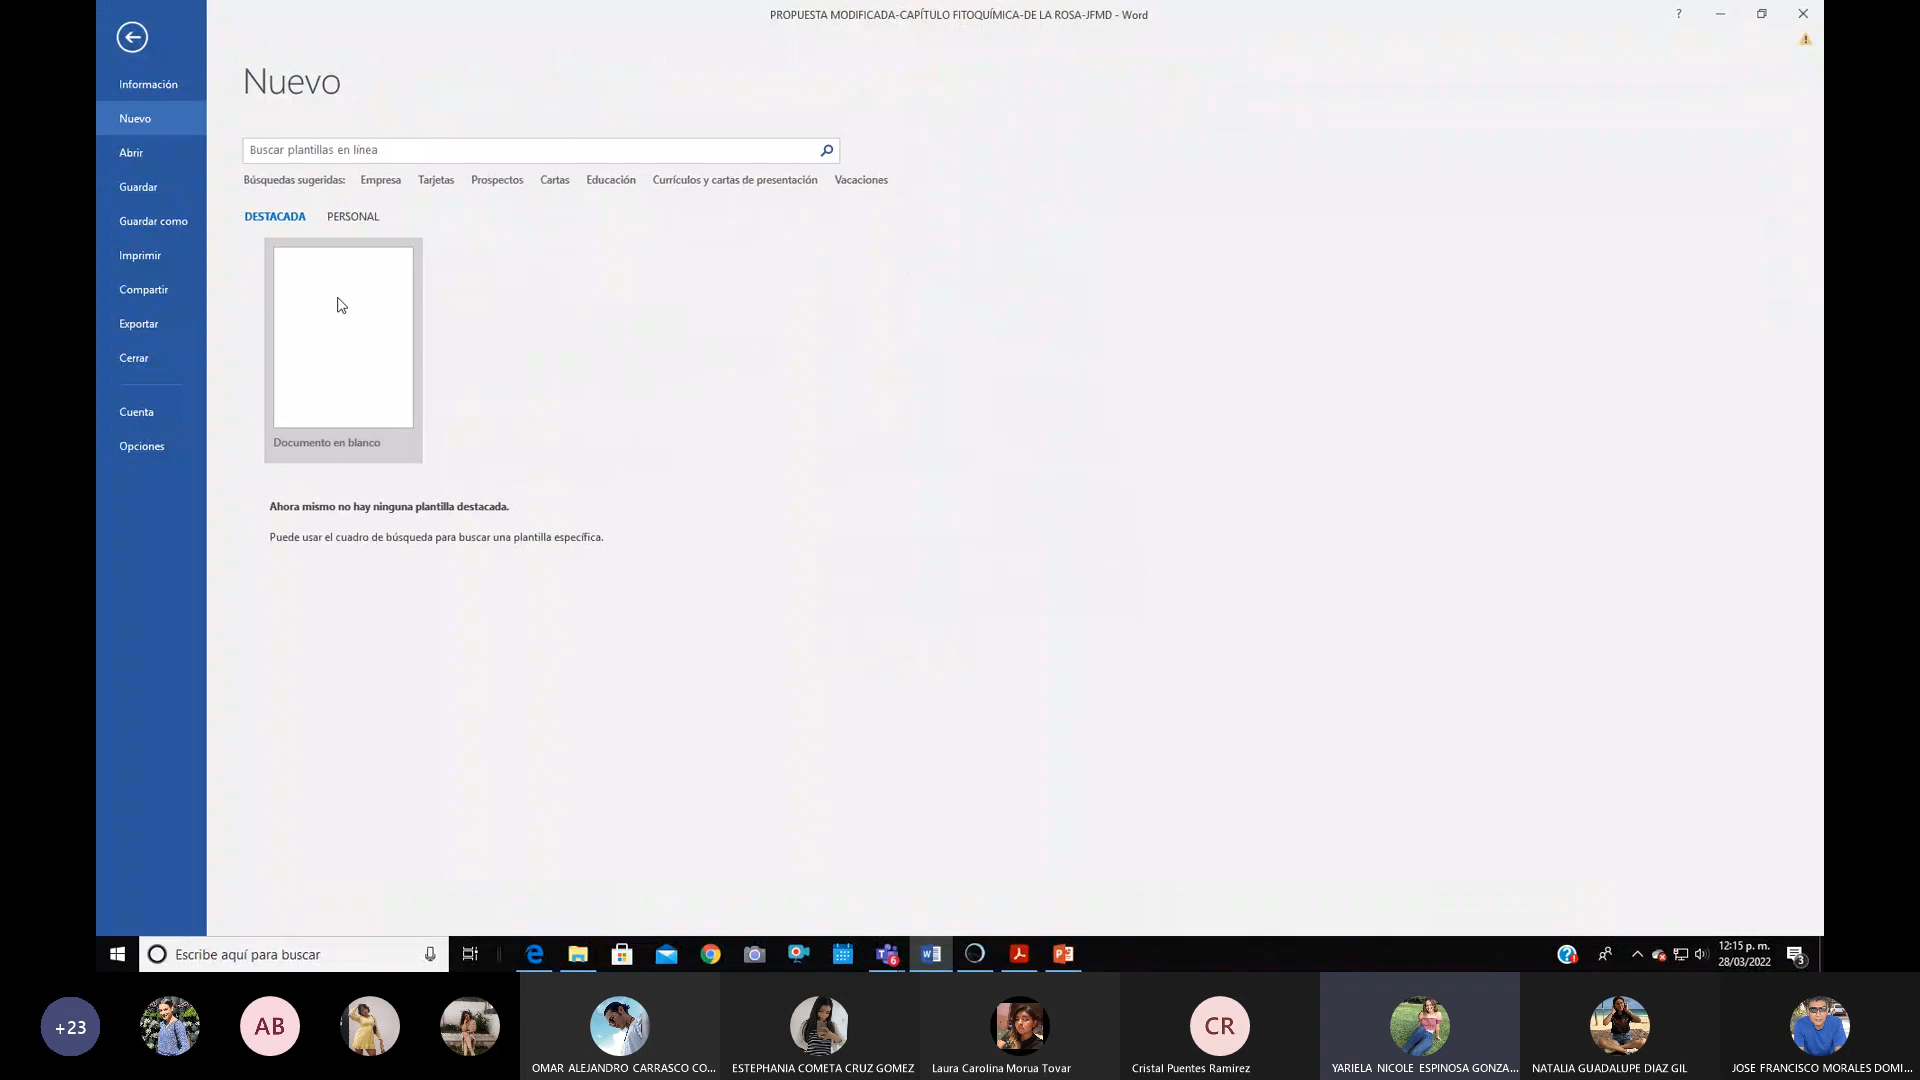 PROPUESTA MODIFICADA-CAPÍTULO FITOQUÍMICA-DE LA ROSA-JFMD - Word
?
Información
Nuevo
Abrir
Guardar
Guardar como
Imprimir
Compartir
Exportar
Cerrar
Cuenta
Opciones
Nuevo
Buscar plantillas en línea
Búsquedas sugeridas: Empresa Tarjetas Prospectos Cartas Educación Currículos y cartas de presentación Vacaciones
DESTACADA PERSONAL
Documento en blanco
Ahora mismo no hay ninguna plantilla destacada.
Puede usar el cuadro de búsqueda para buscar una plantilla específica.
Escribe aquí para buscar
6
12:15 p. m.
28/03/2022
3
+23
AB
CR
OMAR ALEJANDRO CARRASCO CO...
ESTEPHANIA COMETA CRUZ GOMEZ
Laura Carolina Morua Tovar
Cristal Puentes Ramirez
YARIELA NICOLE ESPINOSA GONZA...
NATALIA GUADALUPE DIAZ GIL
JOSE FRANCISCO MORALES DOMI...